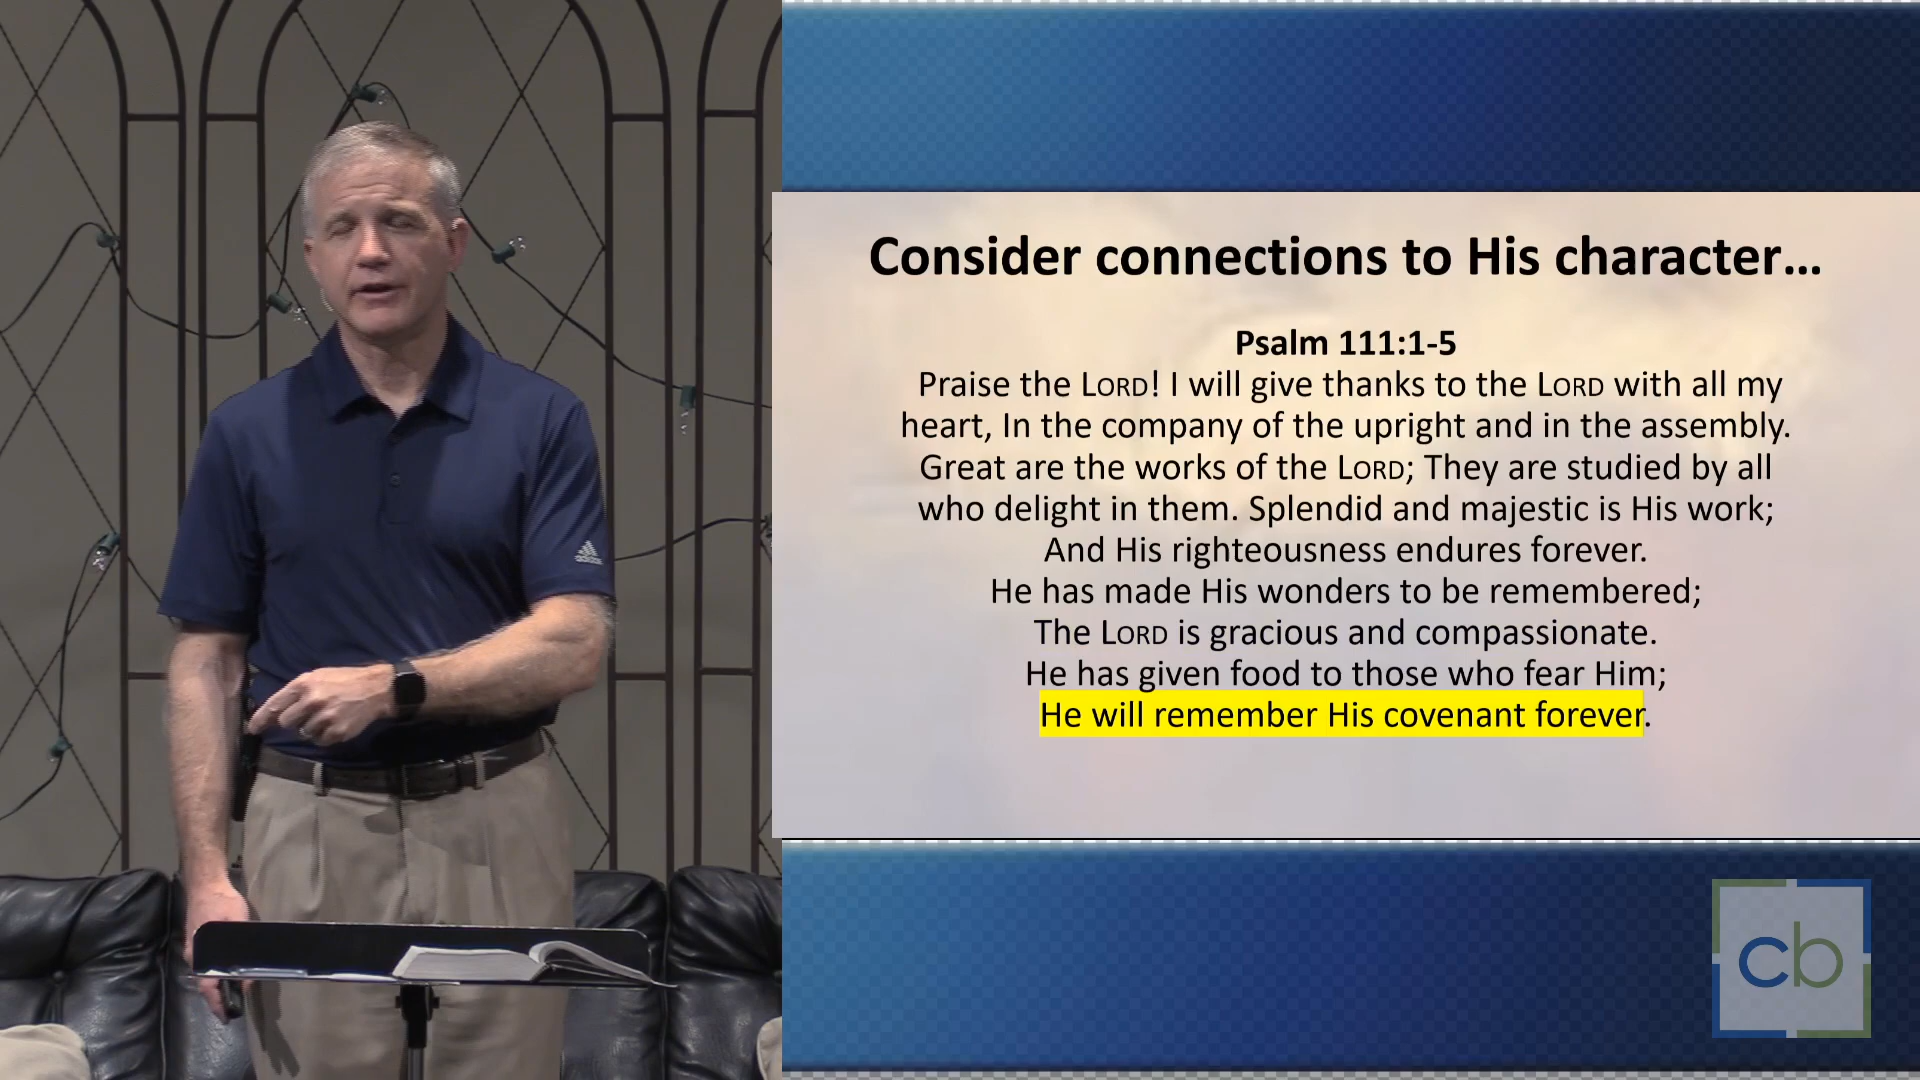 Consider connections to His character...
Psalm 111:1-5
Praise the LORD! I will give thanks to the LORD with all my
heart, In the company of the upright and in the assembly.
Great are the works of the LORD; They are studied by all
who delight in them. Splendid and majestic is His work;
And His righteousness endures forever.
He has made His wonders to be remembered;
The LORD is gracious and compassionate.
He has given food to those who fear Him;
He will remember His covenant forever.
adidas
cb